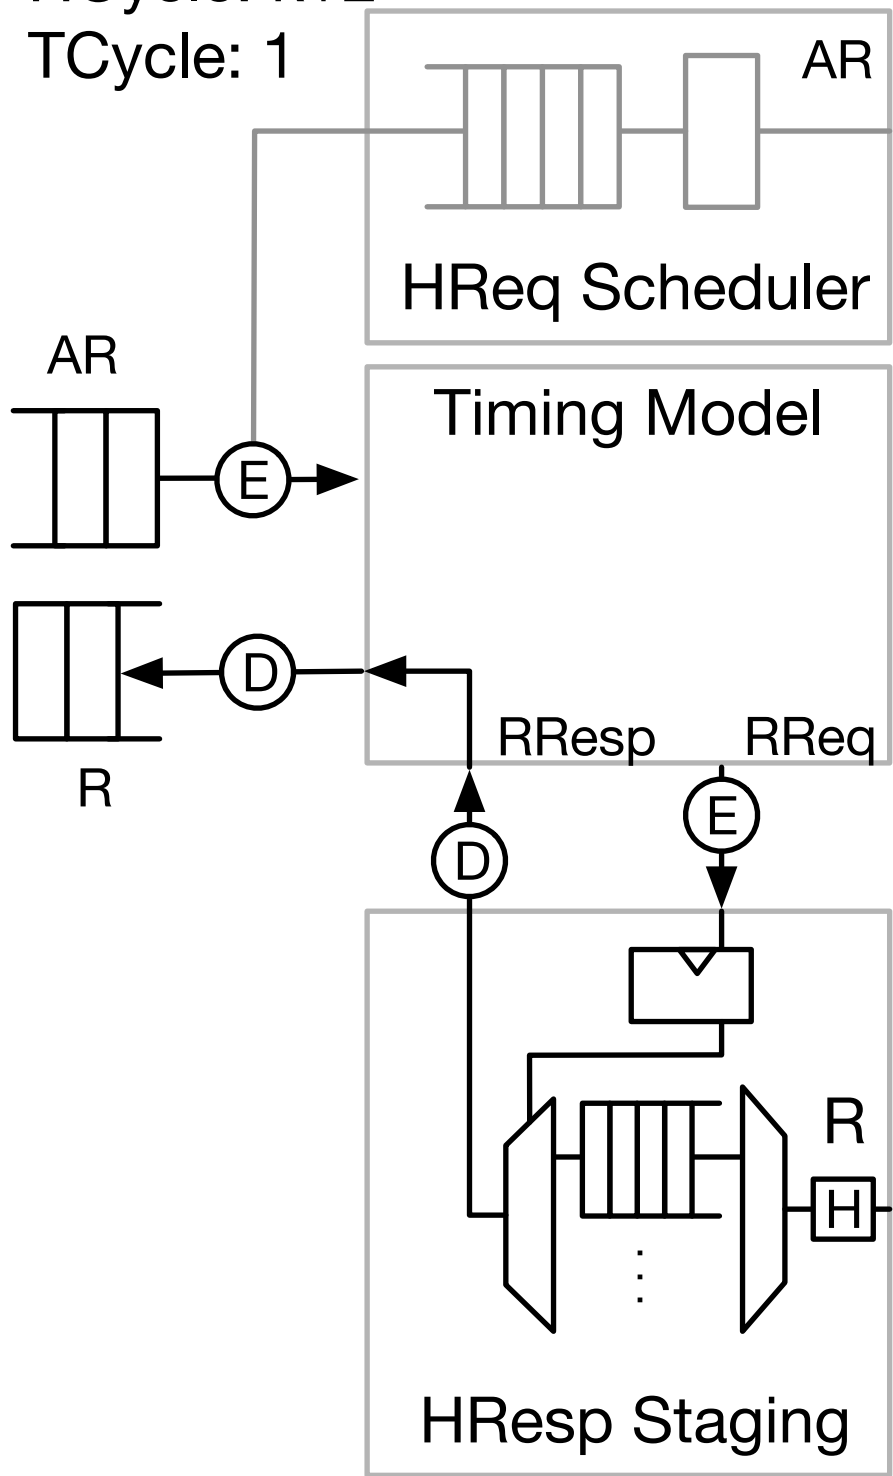 TCycle: 1
AR
HReq Scheduler
AR
Timing Model
E
D
RResp
RReq
R
E
D
R
H
HResp Staging